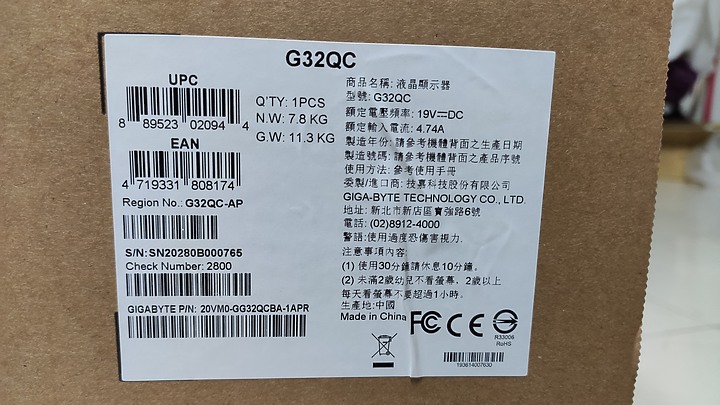 G32QC
UPC
8 89523 02094 4
EAN
4 719331 808174
Q'TY: 1PCS
N.W: 7.8 KG
G.W: 11.3 KG
Region No.: G32QC-AP
S/N:SN20280B000765
Check Number: 2800
GIGABYTE P/N: 20VM0-GG32QCBA-1APR
商品名稱: 液晶顯示器
型號: G32QC
額定電壓頻率: 19V⎓DC
額定輸入電流: 4.74A
製造年份: 請參考機體背面之生產日期
製造號碼: 請參考機體背面之產品序號
使用方法: 參考使用手冊
委製/進口商: 技嘉科技股份有限公司
GIGA-BYTE TECHNOLOGY CO., LTD.
地址: 新北市新店區寶強路6號
電話: (02)8912-4000
警語:使用過度恐傷害視力.
注意事項內容:
(1) 使用30分鐘請休息10分鐘。
(2) 未滿2歲幼兒不看螢幕，2歲以上
每天看螢幕不要超過1小時.
生產地:中國
Made in China
FC CE
R33006
RoHS
193614007630